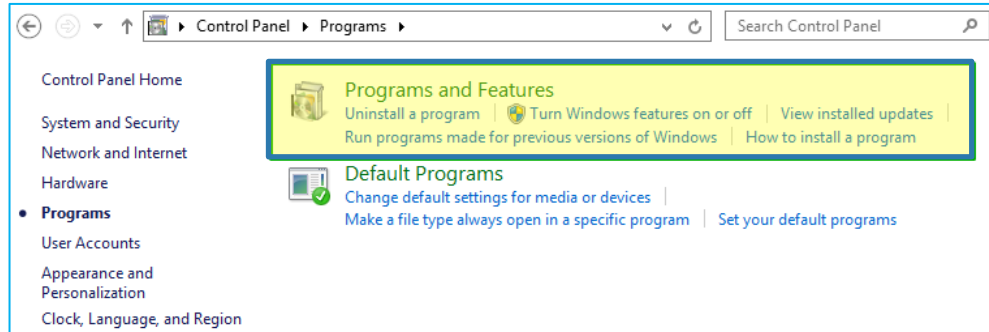 Control Panel Programs
Search Control Panel
Control Panel Home
System and Security
Network and Internet
Hardware
Programs
User Accounts
Appearance and
Personalization
Clock, Language, and Region
Programs and Features
Uninstall a program Turn Windows features on or off View installed updates
Run programs made for previous versions of Windows How to install a program
Default Programs
Change default settings for media or devices
Make a file type always open in a specific program Set your default programs